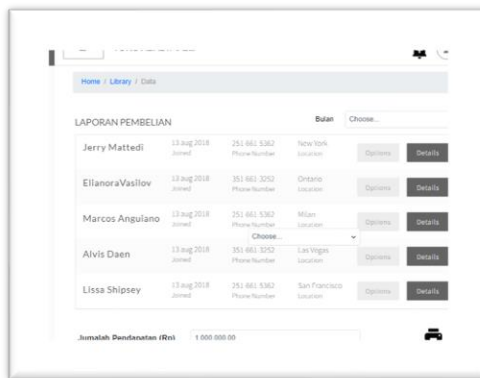 Home / Library / Data
LAPORAN PEMBELIAN Bulan Choose...
Jerry Mattedi 13 aug 2018 251-661-5362 New York Options Details
Joined Phone Number Location
EllanoraVasilov 13 aug 2018 351-661-3252 Ontario Options Details
Joined Phone Number Location
Marcos Anguiano 13 aug 2018 251-661-5362 Milan Options Details
Joined Phone Number Location
Choose...
Alvis Daen 13 aug 2018 351-661-3252 Las Vegas Options Details
Joined Phone Number Location
Lissa Shipsey 13 aug 2018 251-661-5362 San Francisco Options Details
Joined Phone Number Location
Jumalah Pendapatan (Rp) 1.000.000.00